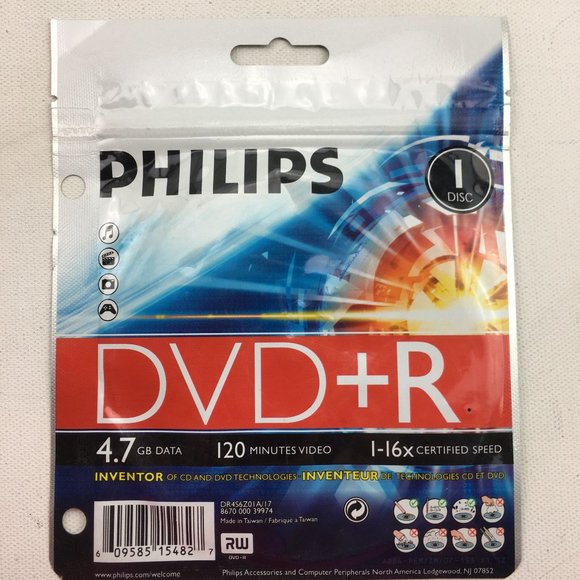 PHILIPS
1
DISC
DVD+R
4.7 GB DATA 120 MINUTES VIDEO 1-16x CERTIFIED SPEED
INVENTOR OF CD AND DVD TECHNOLOGIES INVENTEUR DE TECHNOLOGIES CD ET DVD
DR4S6Z01A/17
8670 000 39974
Made in Taiwan / Fabriqué à Taiwan
6 09585 15482 7
RW
DVD+R
www.philips.com/welcome
Philips Accessories and Computer Peripherals North America Ledgewood, NJ 07852